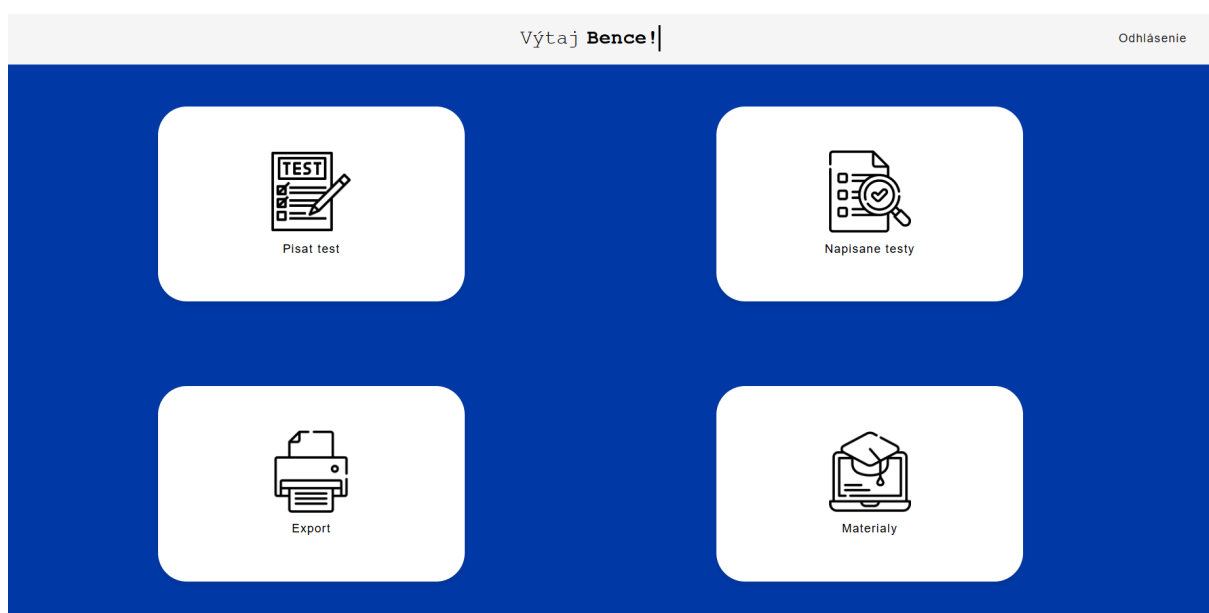 Výtaj Bence!
Odhlásenie
TEST
Pisat test
Napisane testy
Export
Materialy